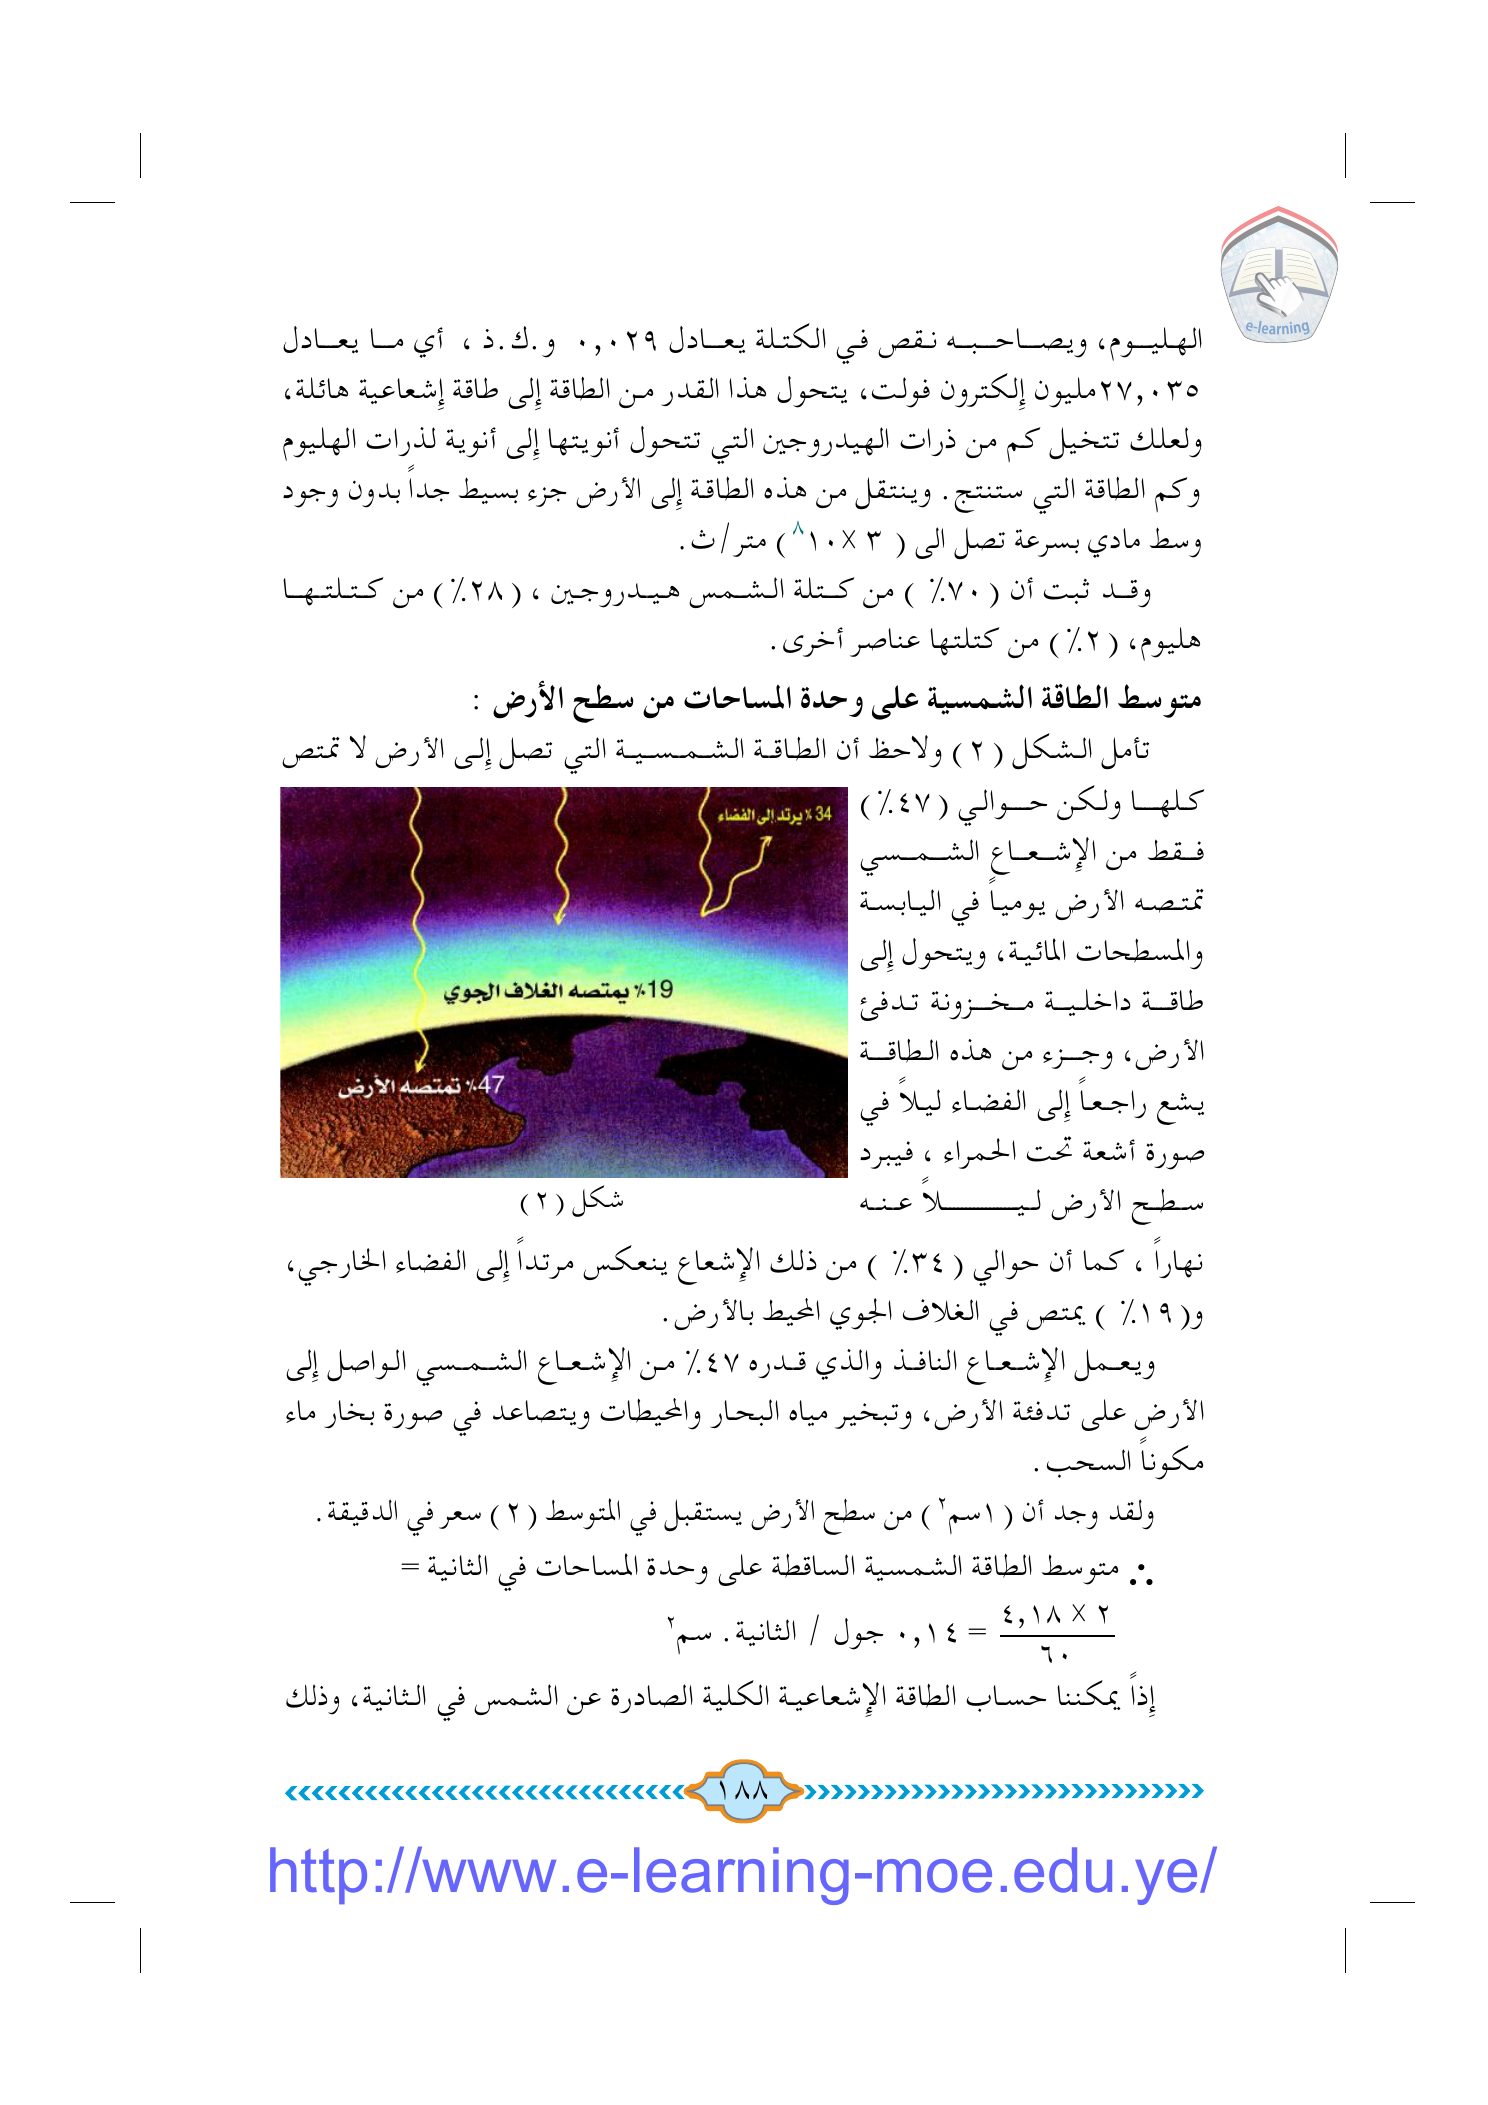 e-learning
الهليوم، ويصاحبه نقص في الكتلة يعادل ٠,٠٢٩ و.ك.ذ ، أي ما يعادل
٢٧,٠٣٥مليون إلكترون فولت، يتحول هذا القدر من الطاقة إلى طاقة إشعاعية هائلة،
ولعلك تتخيل كم من ذرات الهيدروجين التي تتحول أنويتها إلى أنوية لذرات الهليوم
وكم الطاقة التي ستنتج. وينتقل من هذه الطاقة إلى الأرض جزء بسيط جداً بدون وجود
وسط مادي بسرعة تصل الى ( ٣ × ١٠⁸ ) متر/ث.
وقد ثبت أن ( ٧٠٪ ) من كتلة الشمس هيدروجين ، ( ٢٨٪ ) من كتلتها
هليوم، ( ٢٪ ) من كتلتها عناصر أخرى.
متوسط الطاقة الشمسية على وحدة المساحات من سطح الأرض :
تأمل الشكل ( ٢ ) ولاحظ أن الطاقة الشمسية التي تصل إلى الأرض لا تمتص
كلها ولكن حوالي ( ٤٧٪ )
فقط من الإشعاع الشمسي
تمتصه الأرض يومياً في اليابسة
والمسطحات المائية، ويتحول إلى
طاقة داخلية مخزونة تدفئ
الأرض، وجزء من هذه الطاقة
يشع راجعاً إلى الفضاء ليلاً في
صورة أشعة تحت الحمراء ، فيبرد
سطح الأرض ليلاً عنه
34 ٪ يرتد إلى الفضاء
19٪ يمتصه الغلاف الجوي
47٪ تمتصه الأرض
شكل ( ٢ )
نهاراً ، كما أن حوالي ( ٣٤٪ ) من ذلك الإشعاع ينعكس مرتداً إلى الفضاء الخارجي،
و( ١٩٪ ) يمتص في الغلاف الجوي المحيط بالأرض.
ويعمل الإشعاع النافذ والذي قدره ٤٧٪ من الإشعاع الشمسي الواصل إلى
الأرض على تدفئة الأرض، وتبخير مياه البحار والمحيطات ويتصاعد في صورة بخار ماء
مكوناً السحب.
ولقد وجد أن ( ١سم٢ ) من سطح الأرض يستقبل في المتوسط ( ٢ ) سعر في الدقيقة.
∴ متوسط الطاقة الشمسية الساقطة على وحدة المساحات في الثانية =
٢ × ٤,١٨
٦٠
= ٠,١٤ جول / الثانية. سم٢
إذاً يمكننا حساب الطاقة الإشعاعية الكلية الصادرة عن الشمس في الثانية، وذلك
١٨٨
http://www.e-learning-moe.edu.ye/